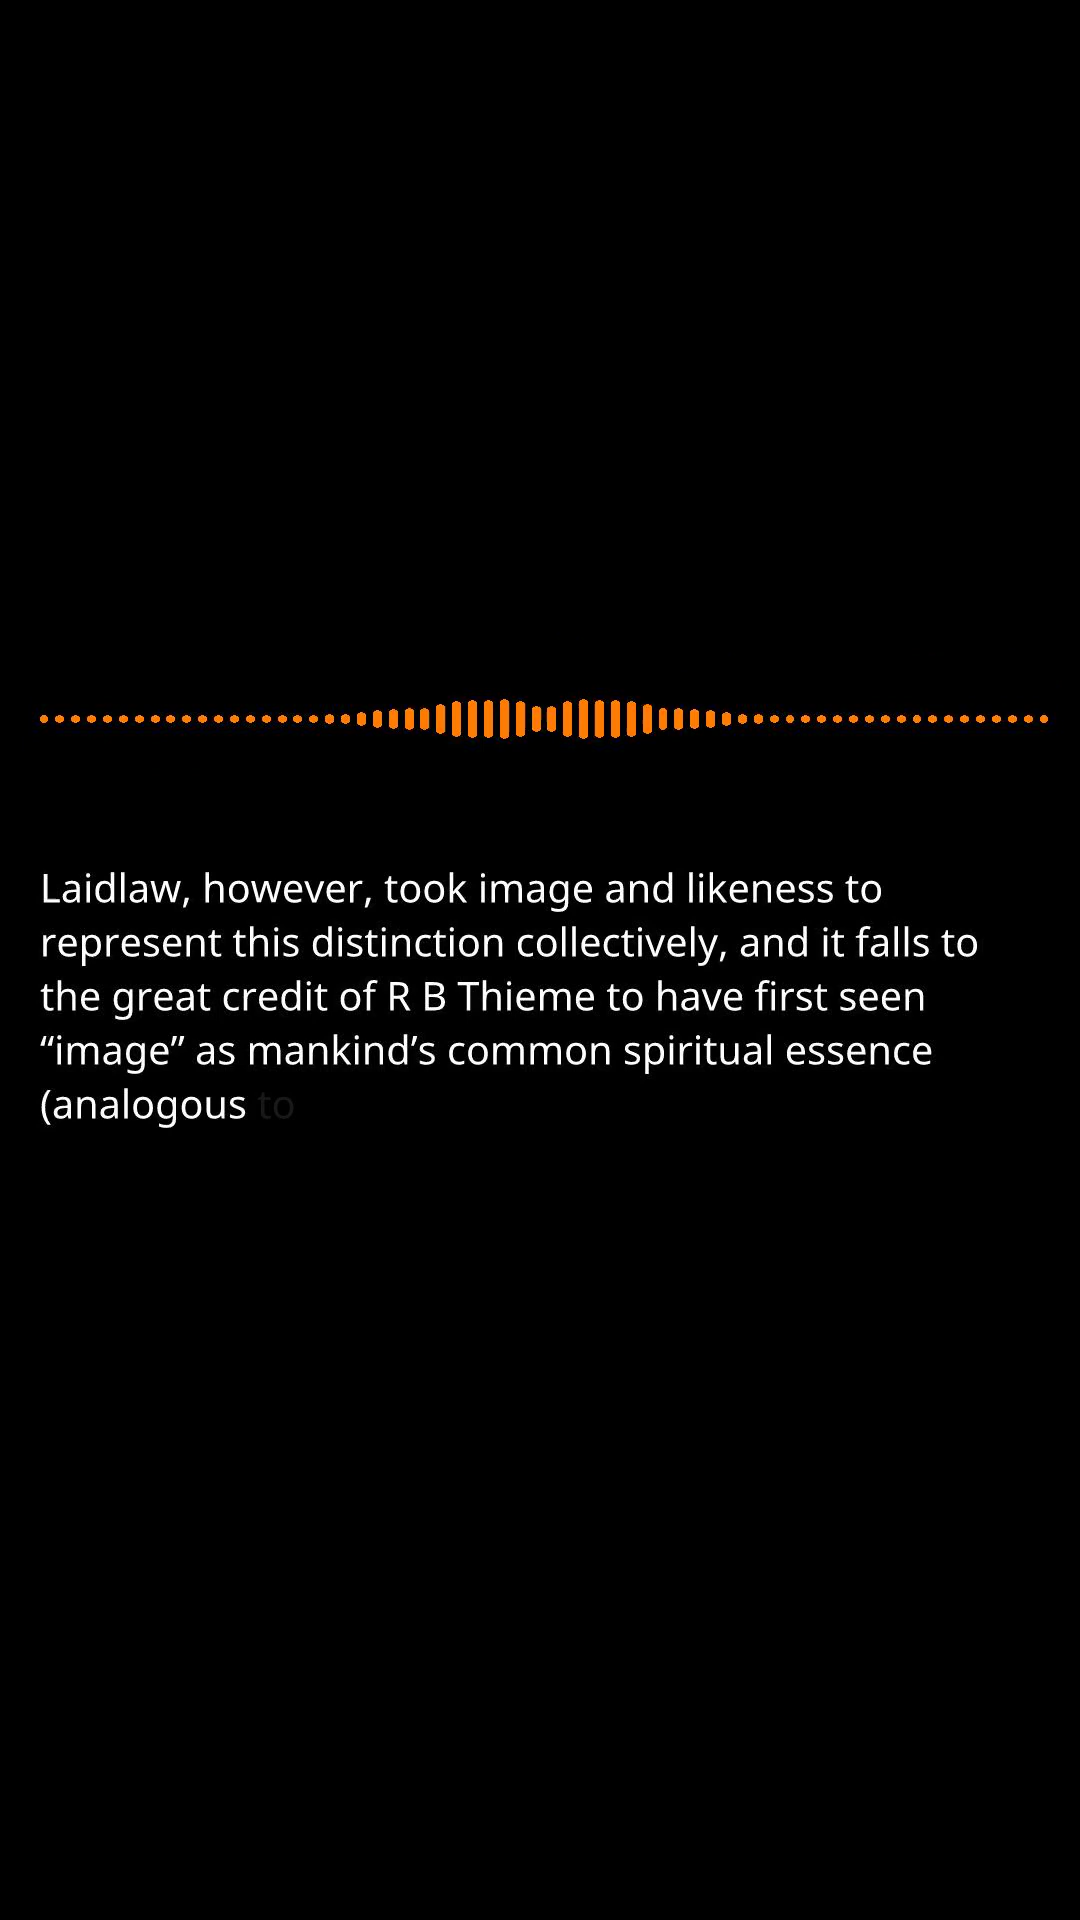 Laidlaw, however, took image and likeness to
represent this distinction collectively, and it falls to
the great credit of R B Thieme to have first seen
“image” as mankind’s common spiritual essence
(analogous to